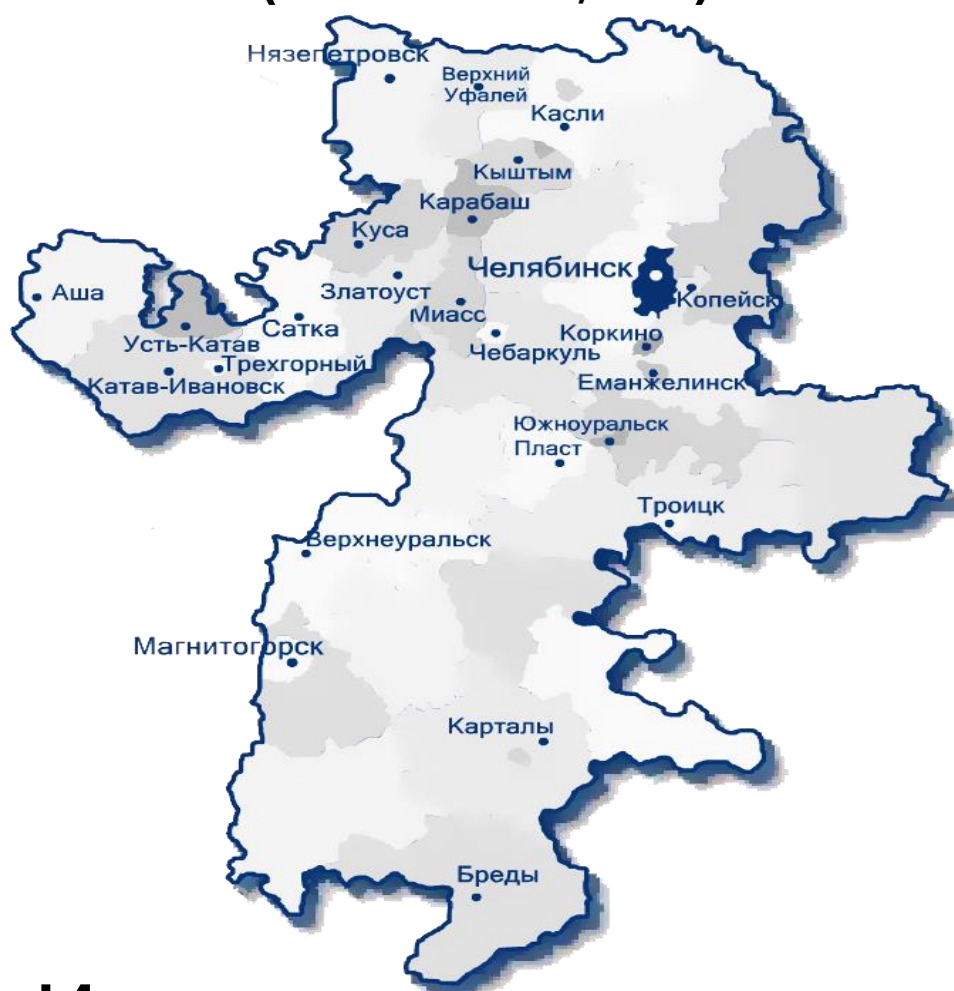 Нязепетровск
Верхний
Уфалей
Касли
Кыштым
Карабаш
Куса
Челябинск
Златоуст
Копейск
Аша
Миасс
Сатка
Коркино
Усть-Катав
Чебаркуль
Трехгорный
Катав-Ивановск
Еманжелинск
Южноуральск
Пласт
Троицк
Верхнеуральск
Магнитогорск
Карталы
Бреды